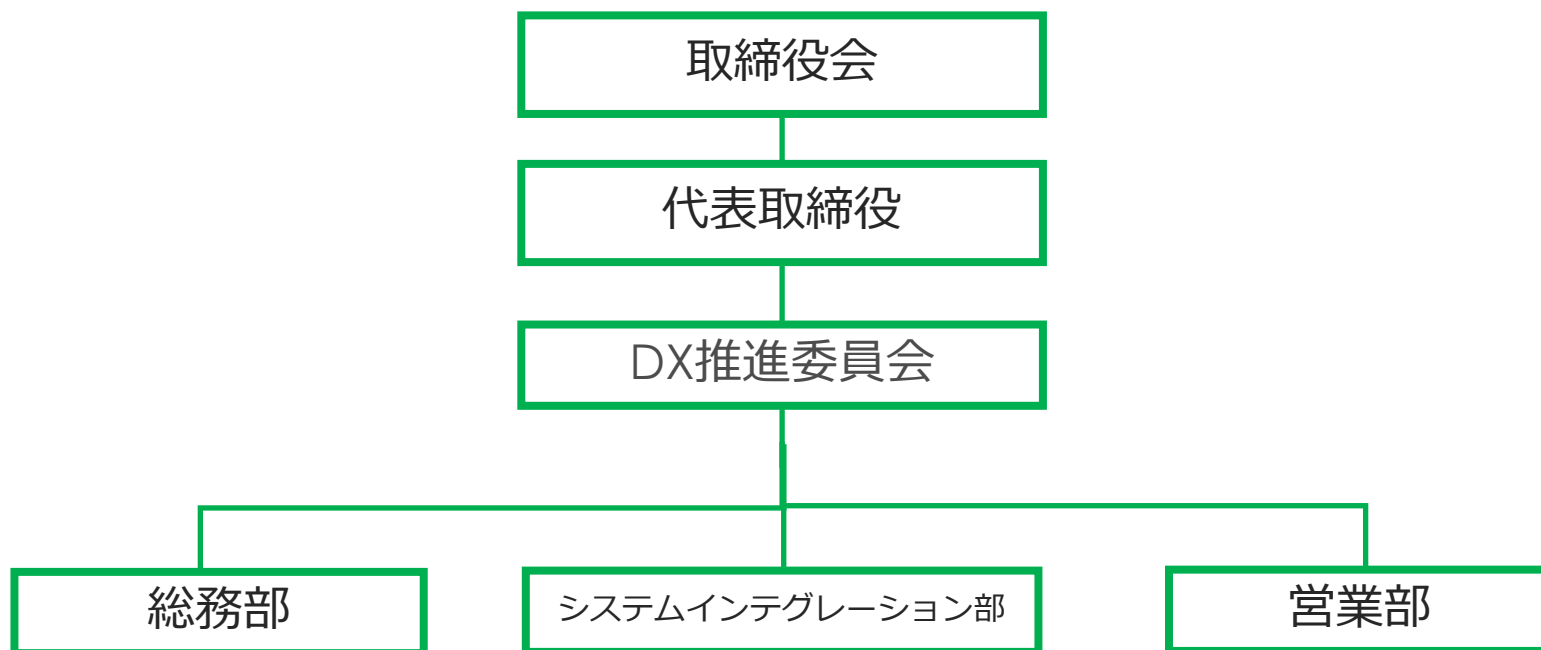 取締役会
代表取締役
DX推進委員会
総務部
システムインテグレーション部
営業部